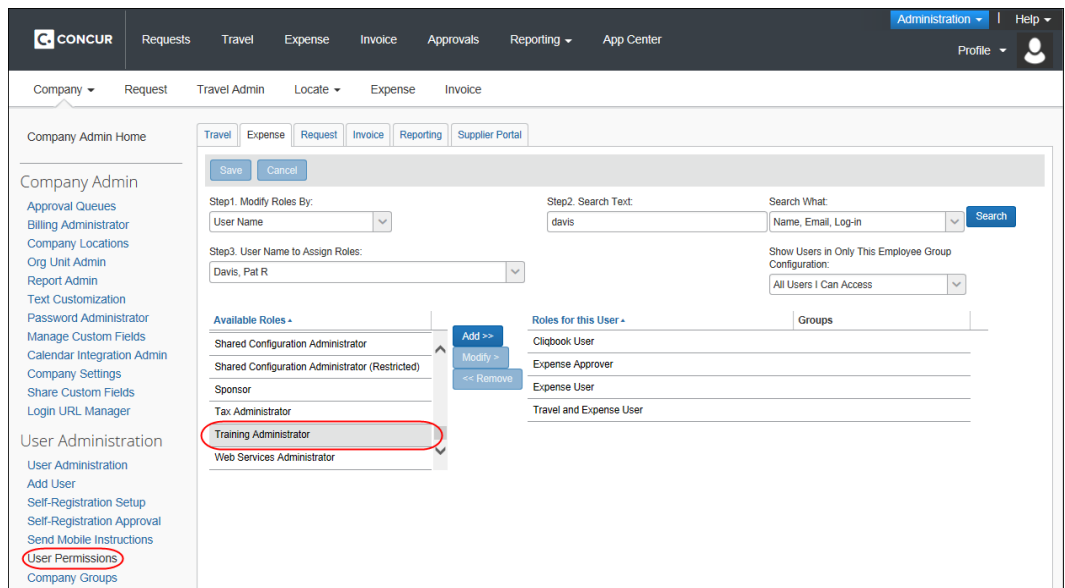 Administration | Help
C. CONCUR Requests Travel Expense Invoice Approvals Reporting App Center
Profile
Company Request Travel Admin Locate Expense Invoice
Company Admin Home
Travel Expense Request Invoice Reporting Supplier Portal
Save Cancel
Company Admin
Approval Queues
Billing Administrator
Company Locations
Org Unit Admin
Report Admin
Text Customization
Password Administrator
Manage Custom Fields
Calendar Integration Admin
Company Settings
Share Custom Fields
Login URL Manager
User Administration
User Administration
Add User
Self-Registration Setup
Self-Registration Approval
Send Mobile Instructions
User Permissions
Company Groups
Step1. Modify Roles By: Step2. Search Text: Search What:
User Name davis Name, Email, Log-in Search
Step3. User Name to Assign Roles: Show Users in Only This Employee Group
Configuration:
Davis, Pat R
All Users I Can Access
Available Roles
Shared Configuration Administrator
Shared Configuration Administrator (Restricted)
Sponsor
Tax Administrator
Training Administrator
Web Services Administrator
Add >>
Modify >
<< Remove
Roles for this User Groups
Cliqbook User
Expense Approver
Expense User
Travel and Expense User